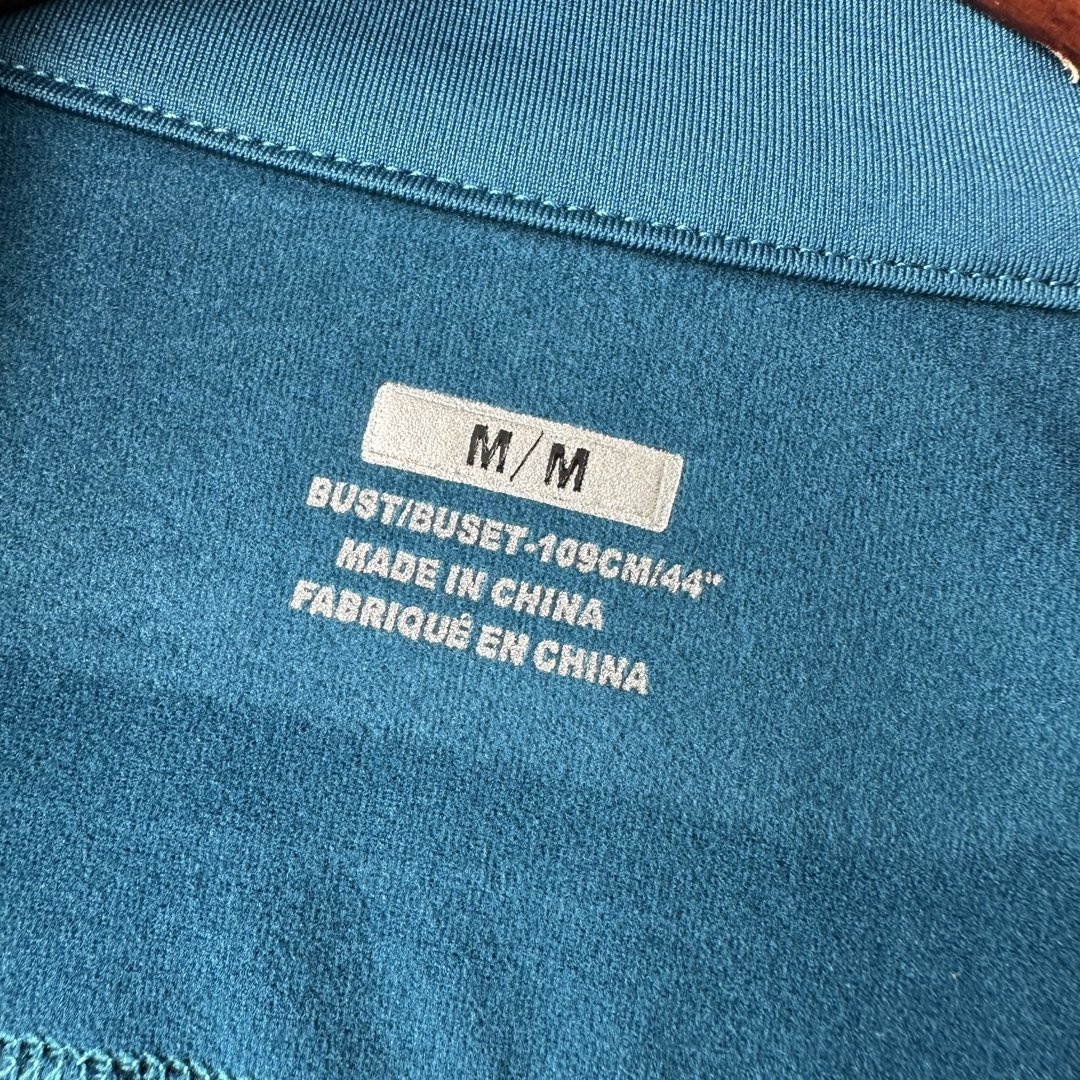 M/M
BUST/BUSET-109CM/44"
MADE IN CHINA
FABRIQUÉ EN CHINA